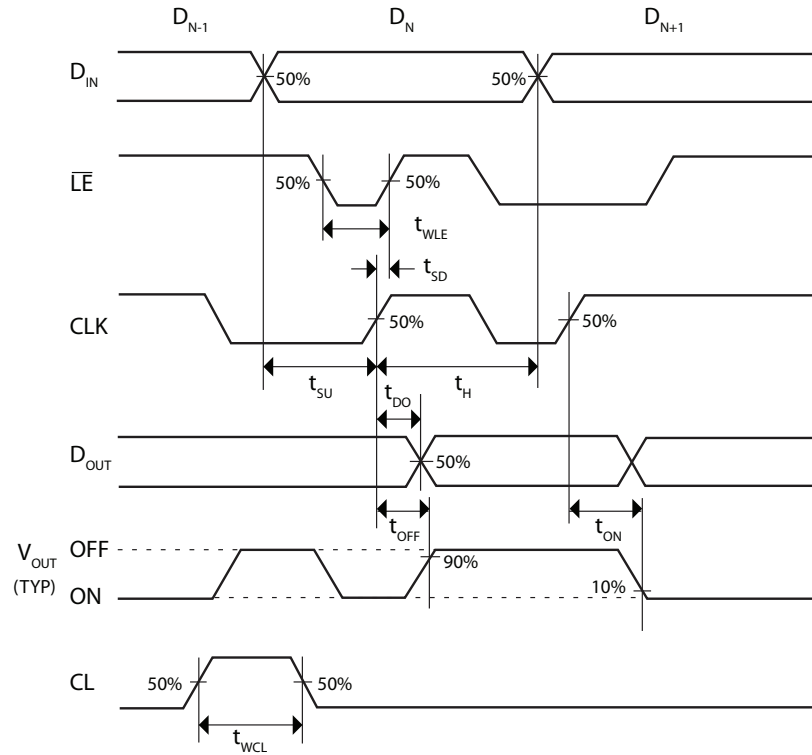 D_N-1 D_N D_N+1
D_IN 50% 50%
L̅E̅ 50% 50%
t_WLE
t_SD
CLK 50% 50%
t_SU t_DO t_H
D_OUT 50%
t_OFF t_ON
V_OUT OFF
(TYP) 90%
ON 10%
CL 50% 50%
t_WCL